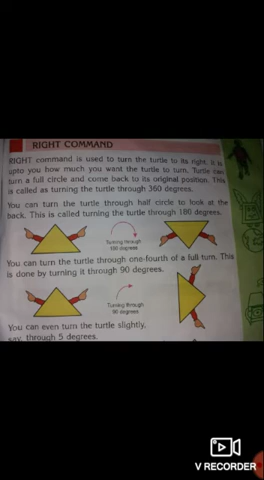 RIGHT COMMAND
RIGHT command is used to turn the turtle to its right. It is
upto you how much you want the turtle to turn. Turtle can
turn a full circle and come back to its original position. This
is called as turning the turtle through 360 degrees.
You can turn the turtle through half circle to look at the
back. This is called turning the turtle through 180 degrees.
Turning through
180 degrees
You can turn the turtle through one-fourth of a full turn. This
is done by turning it through 90 degrees.
Turning through
90 degrees
You can even turn the turtle slightly,
say, through 5 degrees.
V RECORDER